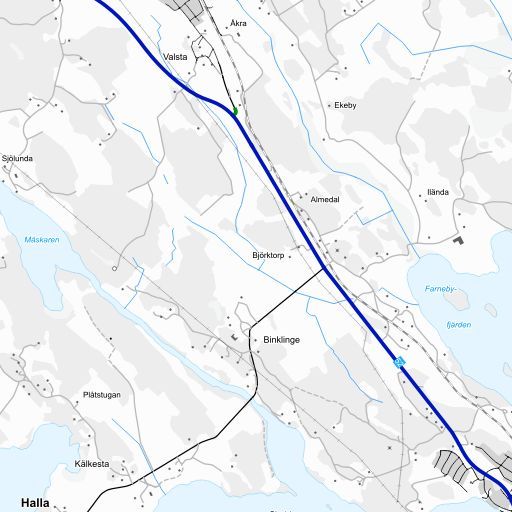 Åkra
Valsta
Ekeby
Sjölunda
Ilända
Almedal
Måskaren
Björktorp
Farneby-
fjärden
Binklinge
Plåtstugan
Kälkesta
Halla